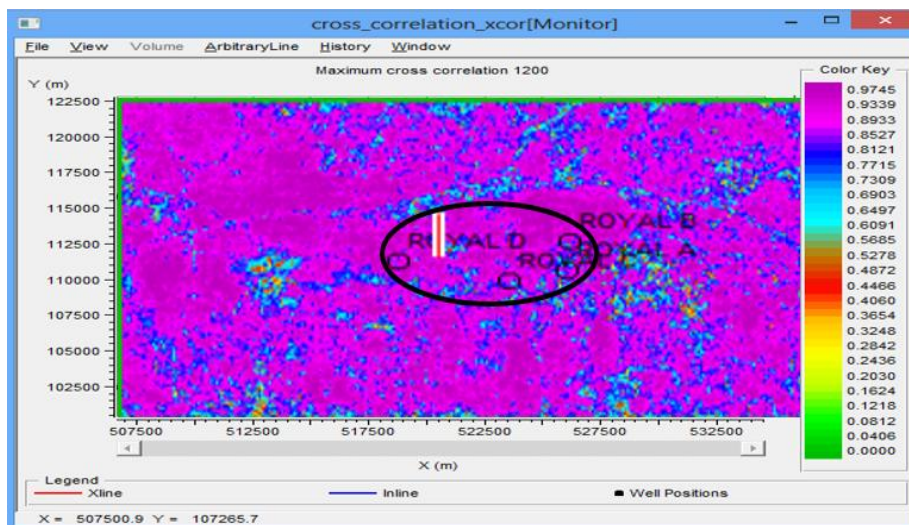 cross_correlation_xcor[Monitor]
File View Volume ArbitraryLine History Window
Maximum cross correlation 1200
Y (m)
122500
120000
117500
115000
112500
110000
107500
105000
102500
ROYAL B
ROYAL D
ROYAL A
507500 512500 517500 522500 527500 532500
X (m)
Color Key
0.9745
0.9339
0.8933
0.8527
0.8121
0.7715
0.7309
0.6903
0.6497
0.6091
0.5685
0.5278
0.4872
0.4466
0.4060
0.3654
0.3248
0.2842
0.2436
0.2030
0.1624
0.1218
0.0812
0.0406
0.0000
Legend
Xline Inline Well Positions
X = 507500.9 Y = 107265.7